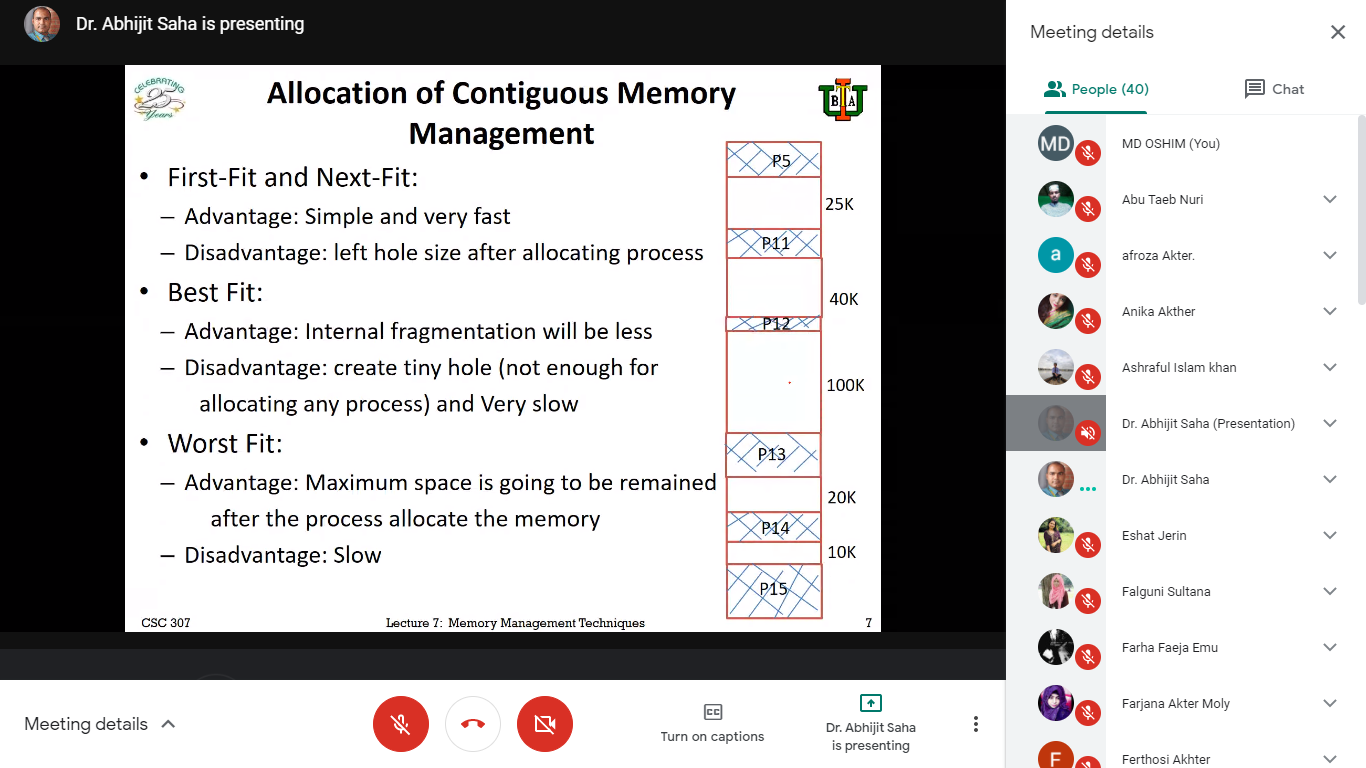 Dr. Abhijit Saha is presenting
CELEBRATING
25
Years
Allocation of Contiguous Memory
Management
I
U B A T
• First-Fit and Next-Fit:
– Advantage: Simple and very fast
– Disadvantage: left hole size after allocating process
• Best Fit:
– Advantage: Internal fragmentation will be less
– Disadvantage: create tiny hole (not enough for
allocating any process) and Very slow
• Worst Fit:
– Advantage: Maximum space is going to be remained
after the process allocate the memory
– Disadvantage: Slow
P5
25K
P11
40K
P12
100K
P13
20K
P14
10K
P15
CSC 307
Lecture 7: Memory Management Techniques
7
Meeting details
Turn on captions
Dr. Abhijit Saha
is presenting
Meeting details
People (40)
Chat
MD
MD OSHIM (You)
Abu Taeb Nuri
a
afroza Akter.
Anika Akther
Ashraful Islam khan
Dr. Abhijit Saha (Presentation)
Dr. Abhijit Saha
Eshat Jerin
Falguni Sultana
Farha Faeja Emu
Farjana Akter Moly
F
Ferthosi Akhter